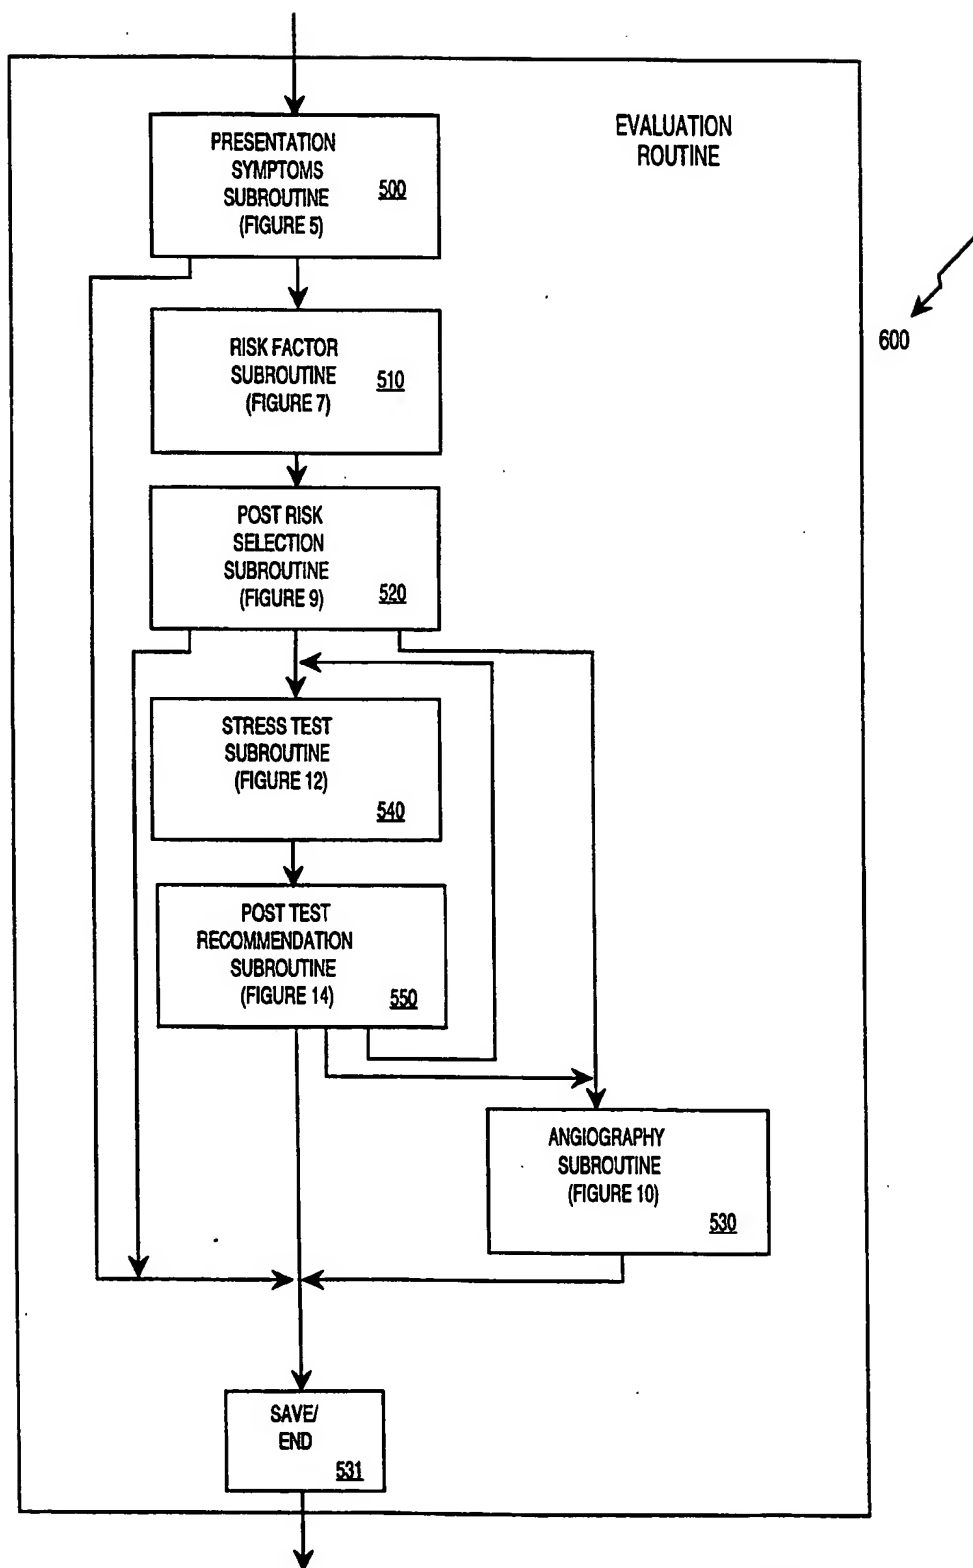 EVALUATION
ROUTINE
PRESENTATION
SYMPTOMS
SUBROUTINE
(FIGURE 5)
500
600
RISK FACTOR
SUBROUTINE
(FIGURE 7)
510
POST RISK
SELECTION
SUBROUTINE
(FIGURE 9)
520
STRESS TEST
SUBROUTINE
(FIGURE 12)
540
POST TEST
RECOMMENDATION
SUBROUTINE
(FIGURE 14)
550
ANGIOGRAPHY
SUBROUTINE
(FIGURE 10)
530
SAVE/
END
531